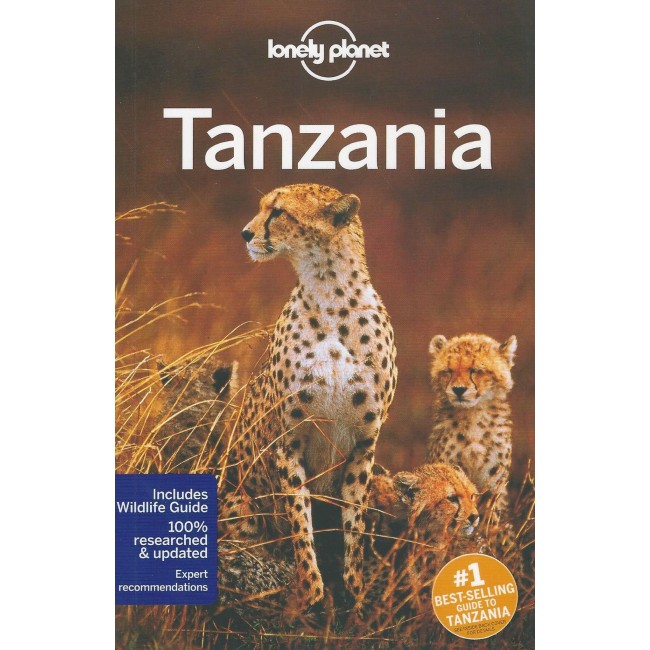 lonely planet
Tanzania
Includes
Wildlife Guide
100%
researched
& updated
Expert
recommendations
#1
BEST-SELLING
GUIDE TO
TANZANIA